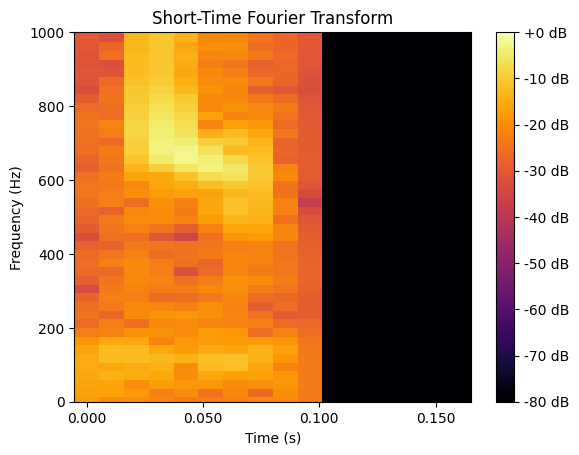 Short-Time Fourier Transform
Frequency (Hz)
1000
800
600
400
200
0
0.000
0.050
0.100
0.150
Time (s)
+0 dB
-10 dB
-20 dB
-30 dB
-40 dB
-50 dB
-60 dB
-70 dB
-80 dB